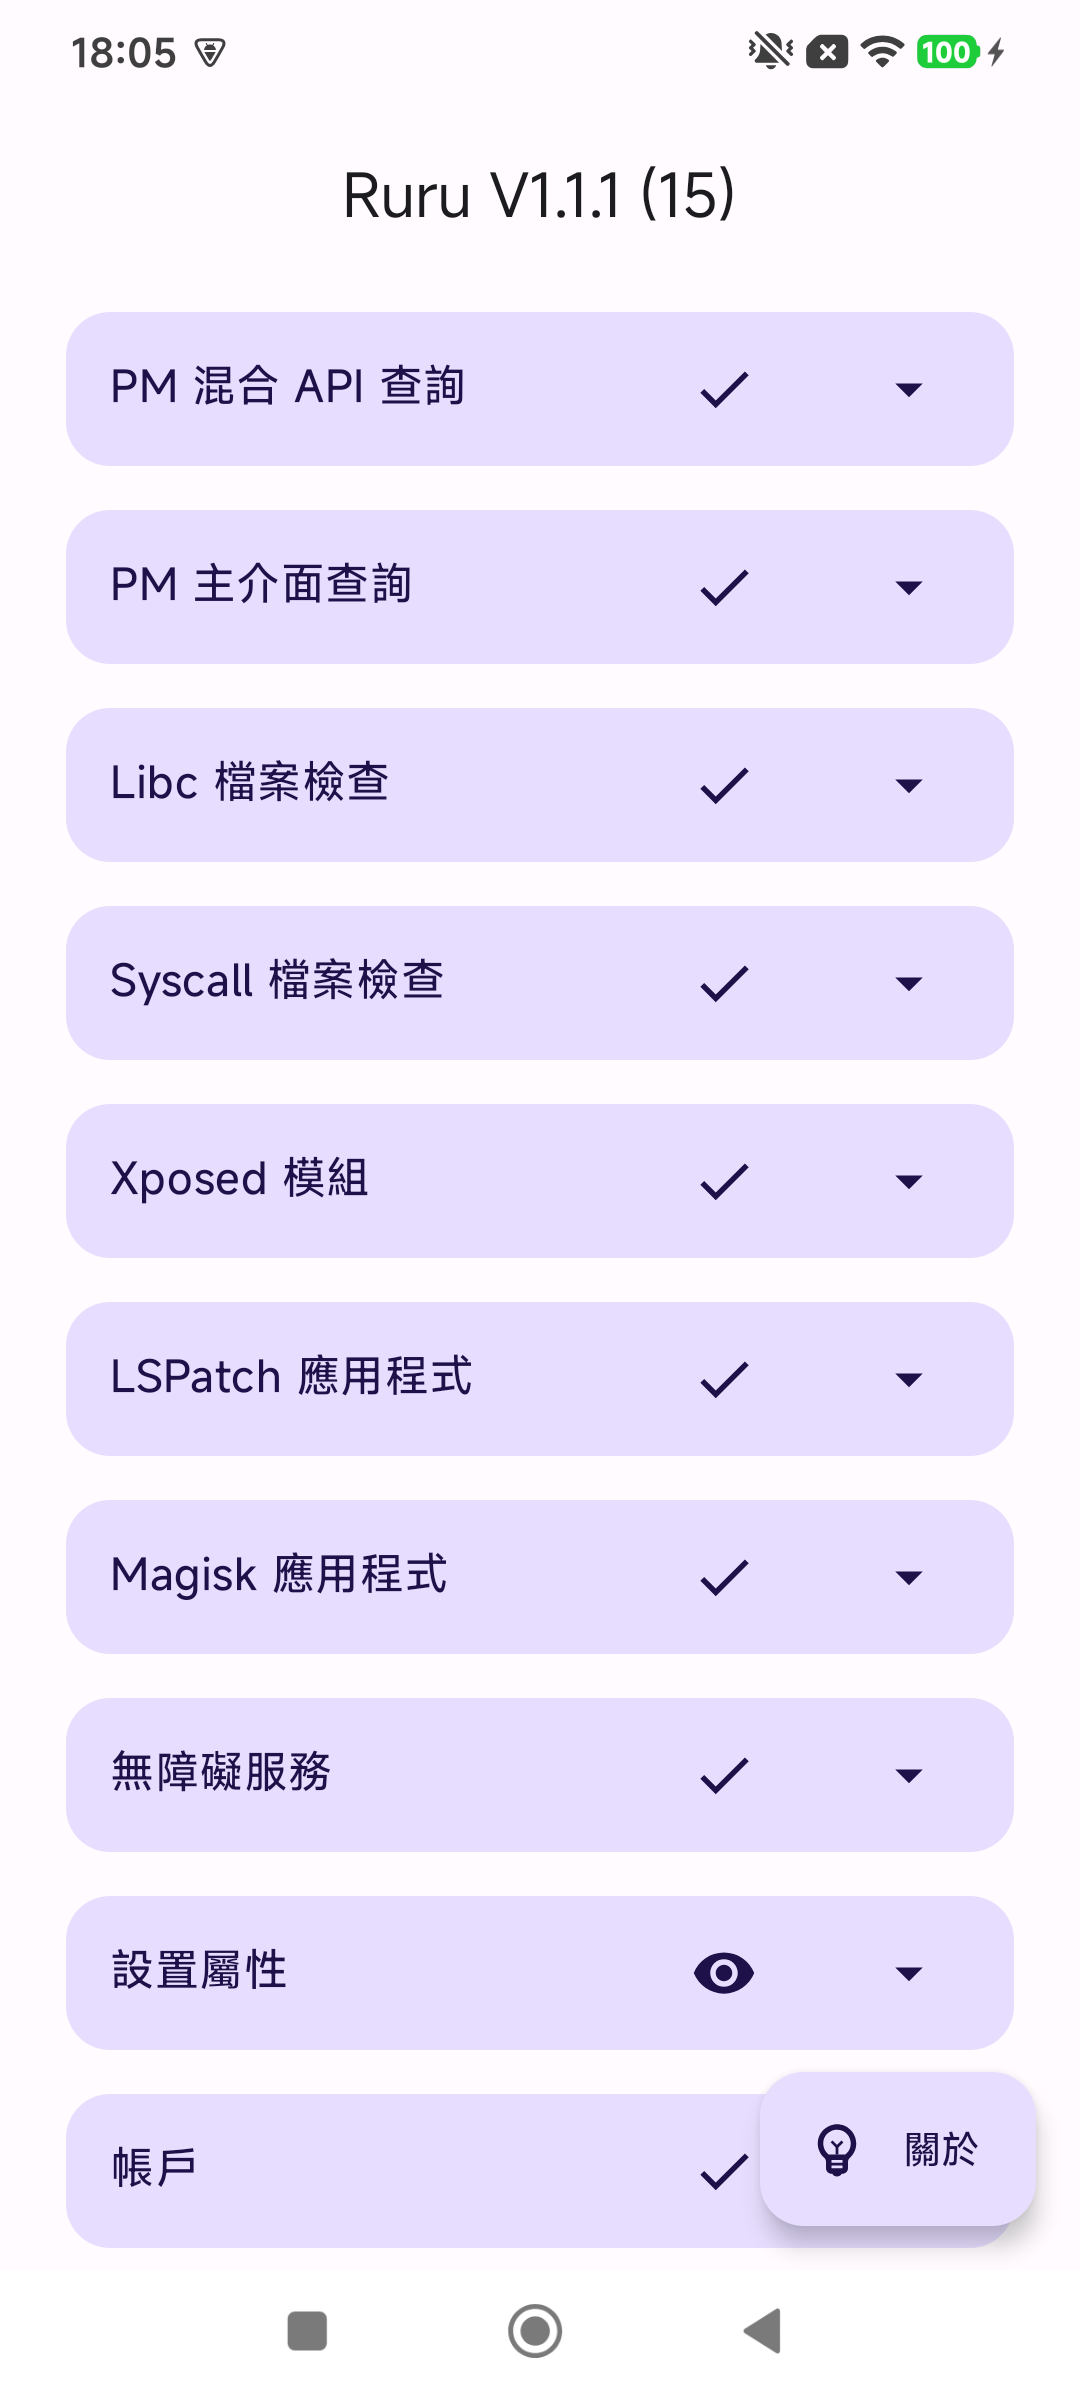 18:05
100
Ruru V1.1.1 (15)
PM 混合 API 查詢
PM 主介面查詢
Libc 檔案檢查
Syscall 檔案檢查
Xposed 模組
LSPatch 應用程式
Magisk 應用程式
無障礙服務
設置屬性
帳戶
關於